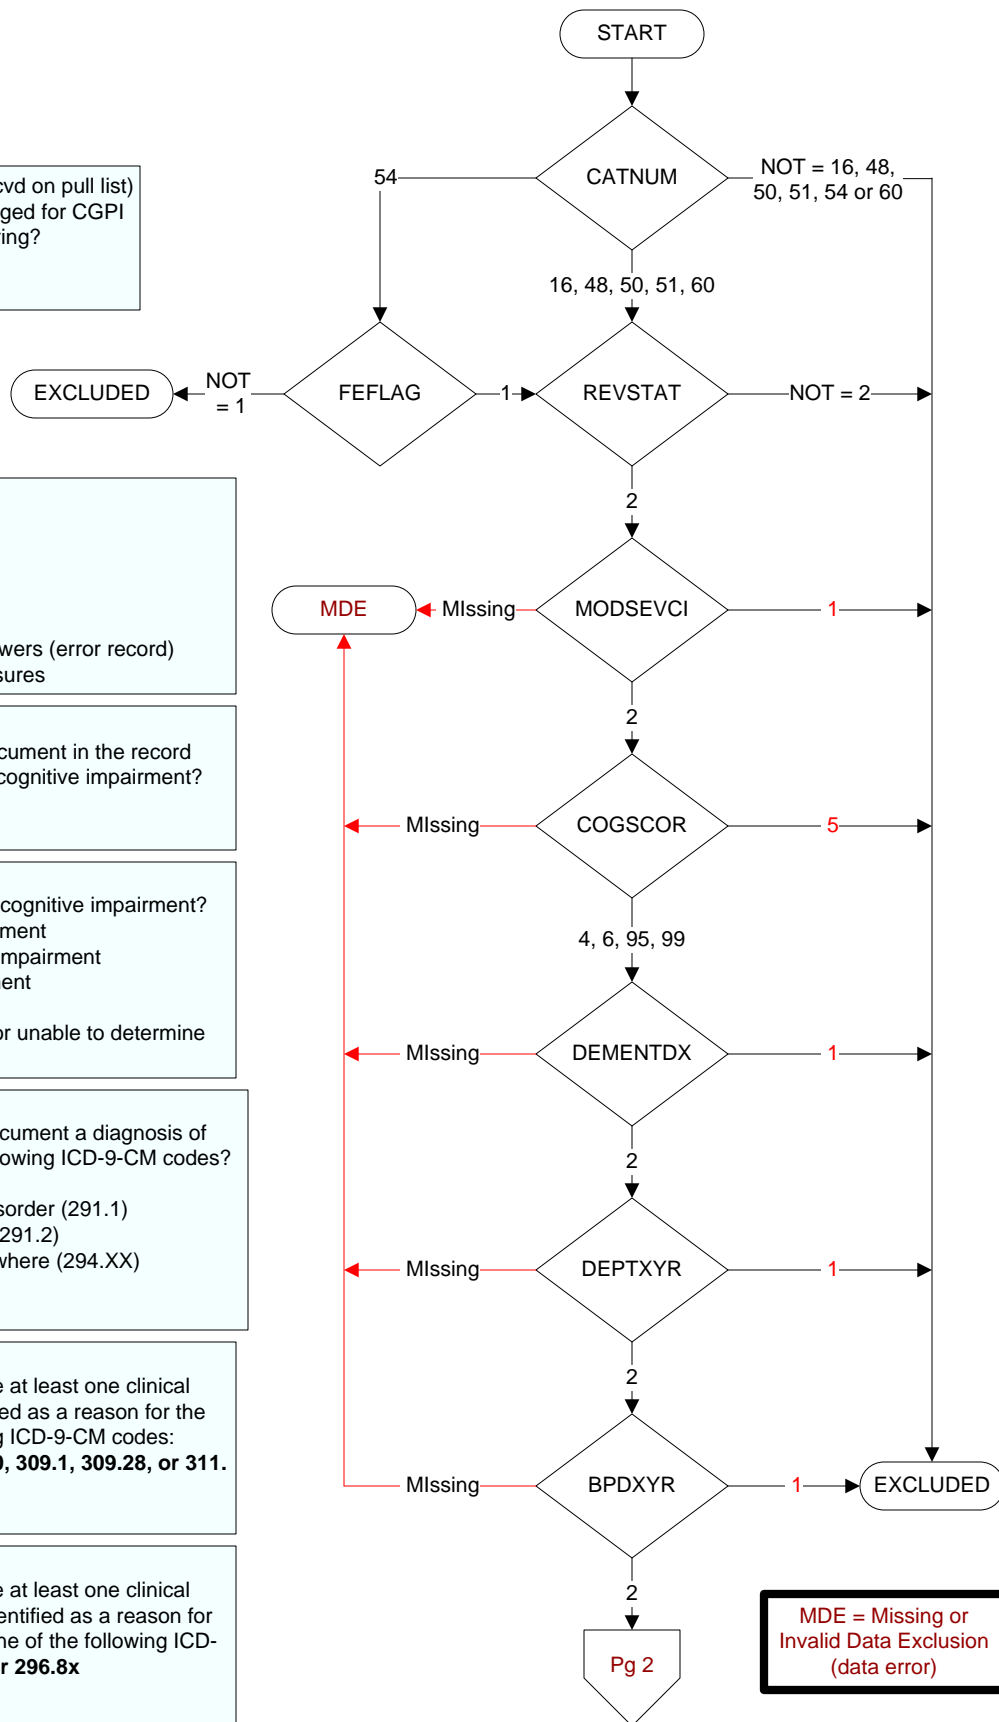 START
CATNUM
54
NOT = 16, 48,
50, 51, 54 or 60
cvd on pull list)
ged for CGPI
ring?
16, 48, 50, 51, 60
EXCLUDED
NOT
= 1
FEFLAG
1
REVSTAT
NOT = 2
2
wers (error record)
sures
MDE
MIssing
MODSEVCI
1
2
cument in the record
cognitive impairment?
MIssing
COGSCOR
5
4, 6, 95, 99
cognitive impairment?
ment
impairment
ment
or unable to determine
MIssing
DEMENTDX
1
2
cument a diagnosis of
owing ICD-9-CM codes?
sorder (291.1)
291.2)
where (294.XX)
MIssing
DEPTXYR
1
2
e at least one clinical
ed as a reason for the
g ICD-9-CM codes:
0, 309.1, 309.28, or 311.
MIssing
BPDXYR
1
EXCLUDED
2
e at least one clinical
entified as a reason for
ne of the following ICD-
r 296.8x
Pg 2
MDE = Missing or
Invalid Data Exclusion
(data error)